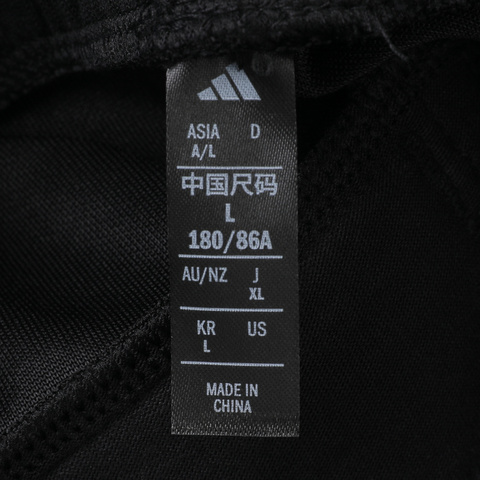 ASIA D
A/L
中国尺码
L
180/86A
AU/NZ J
XL
KR US
L
MADE IN
CHINA